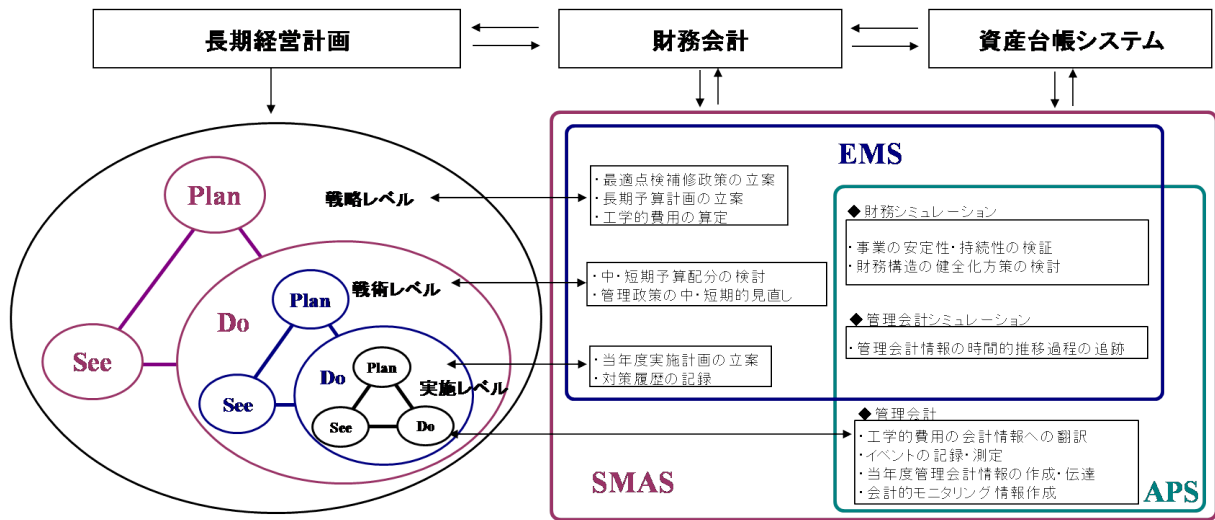 長期経営計画
財務会計
資産台帳システム
Plan
戦略レベル
See
Do
Plan
戦術レベル
See
Do
Plan
実施レベル
See
Do
EMS
・最適点検補修政策の立案
・長期予算計画の立案
・工学的費用の算定
・中・短期予算配分の検討
・管理政策の中・短期的見直し
・当年度実施計画の立案
・対策履歴の記録
◆財務シミュレーション
・事業の安定性・持続性の検証
・財務構造の健全化方策の検討
◆管理会計シミュレーション
・管理会計情報の時間的推移過程の追跡
◆管理会計
・工学的費用の会計情報への翻訳
・イベントの記録・測定
・当年度管理会計情報の作成・伝達
・会計的モニタリング情報作成
SMAS
APS